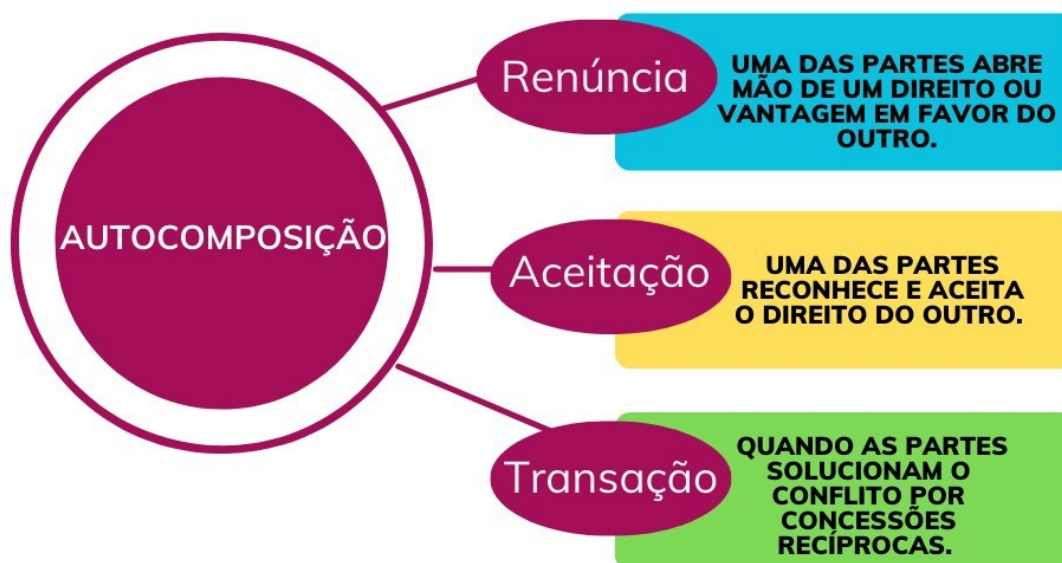 AUTOCOMPOSIÇÃO
Renúncia
UMA DAS PARTES ABRE
MÃO DE UM DIREITO OU
VANTAGEM EM FAVOR DO
OUTRO.
Aceitação
UMA DAS PARTES
RECONHECE E ACEITA
O DIREITO DO OUTRO.
Transação
QUANDO AS PARTES
SOLUCIONAM O
CONFLITO POR
CONCESSÕES
RECÍPROCAS.